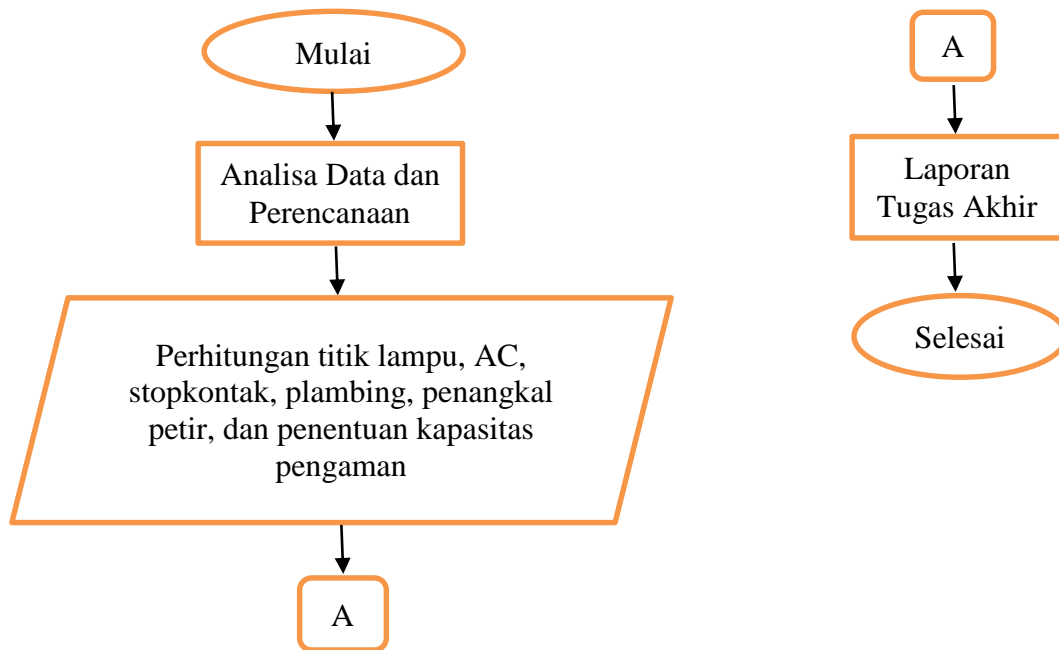 Mulai
Analisa Data dan
Perencanaan
Perhitungan titik lampu, AC,
stopkontak, plambing, penangkal
petir, dan penentuan kapasitas
pengaman
A
A
Laporan
Tugas Akhir
Selesai